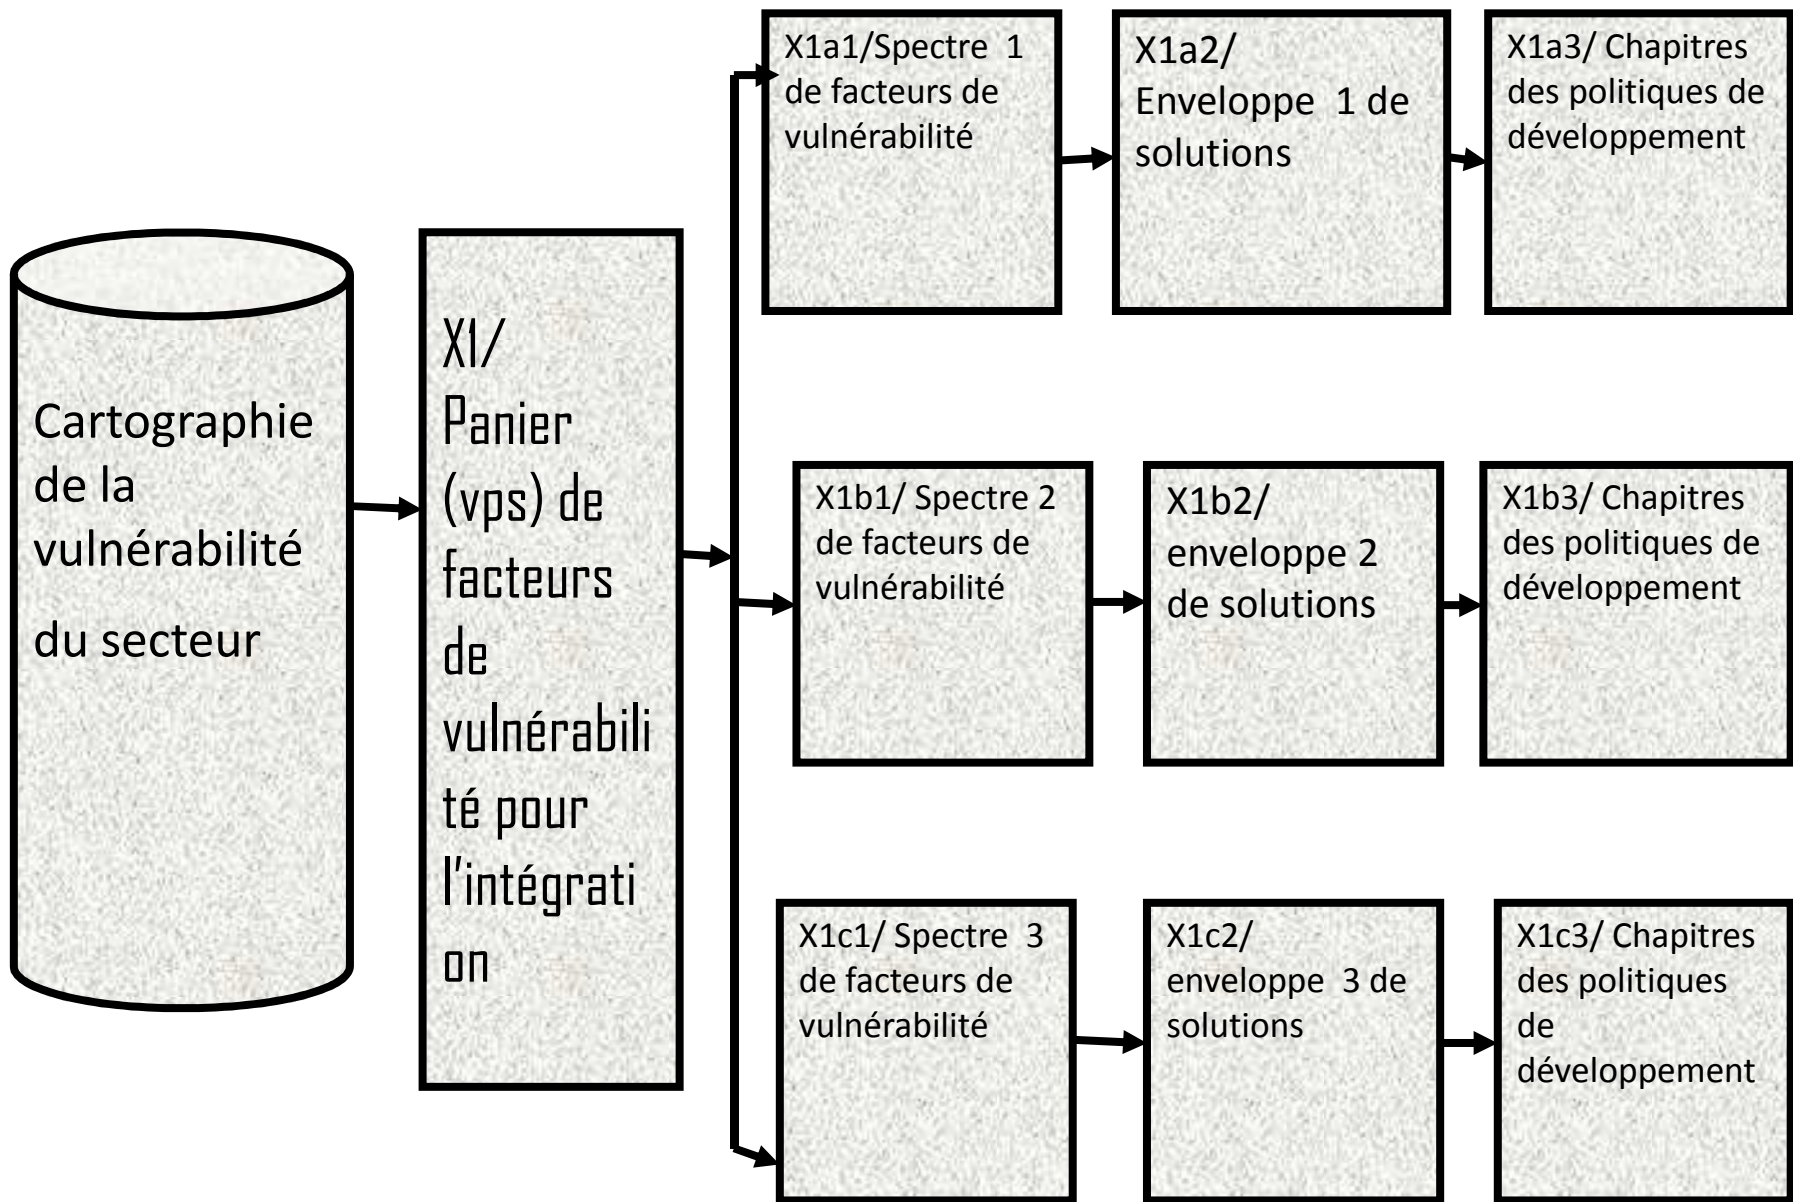 Cartographie
de la
vulnérabilité
du secteur
X1/
Panier
(vps) de
facteurs
de
vulnérabili
té pour
l'intégrati
on
X1a1/Spectre 1
de facteurs de
vulnérabilité
X1a2/
Enveloppe 1 de
solutions
X1a3/ Chapitres
des politiques de
développement
X1b1/ Spectre 2
de facteurs de
vulnérabilité
X1b2/
enveloppe 2
de solutions
X1b3/ Chapitres
des politiques de
développement
X1c1/ Spectre 3
de facteurs de
vulnérabilité
X1c2/
enveloppe 3 de
solutions
X1c3/ Chapitres
des politiques
de
développement